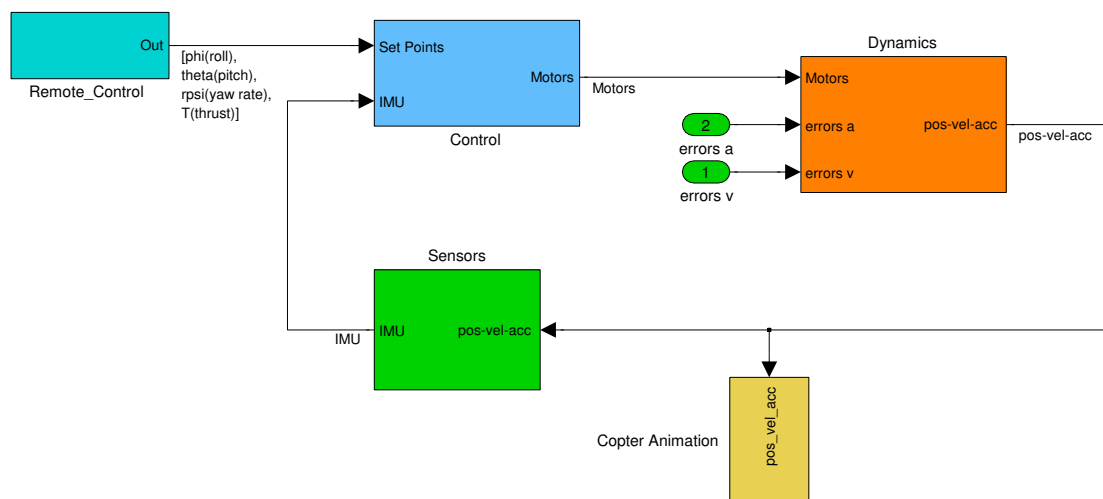 Out
Remote_Control
[phi(roll),
theta(pitch),
rpsi(yaw rate),
T(thrust)]
Set Points
IMU
Motors
Control
Motors
Dynamics
Motors
errors a
errors v
pos-vel-acc
2
errors a
1
errors v
pos-vel-acc
Sensors
IMU
pos-vel-acc
IMU
Copter Animation
pos_vel_acc